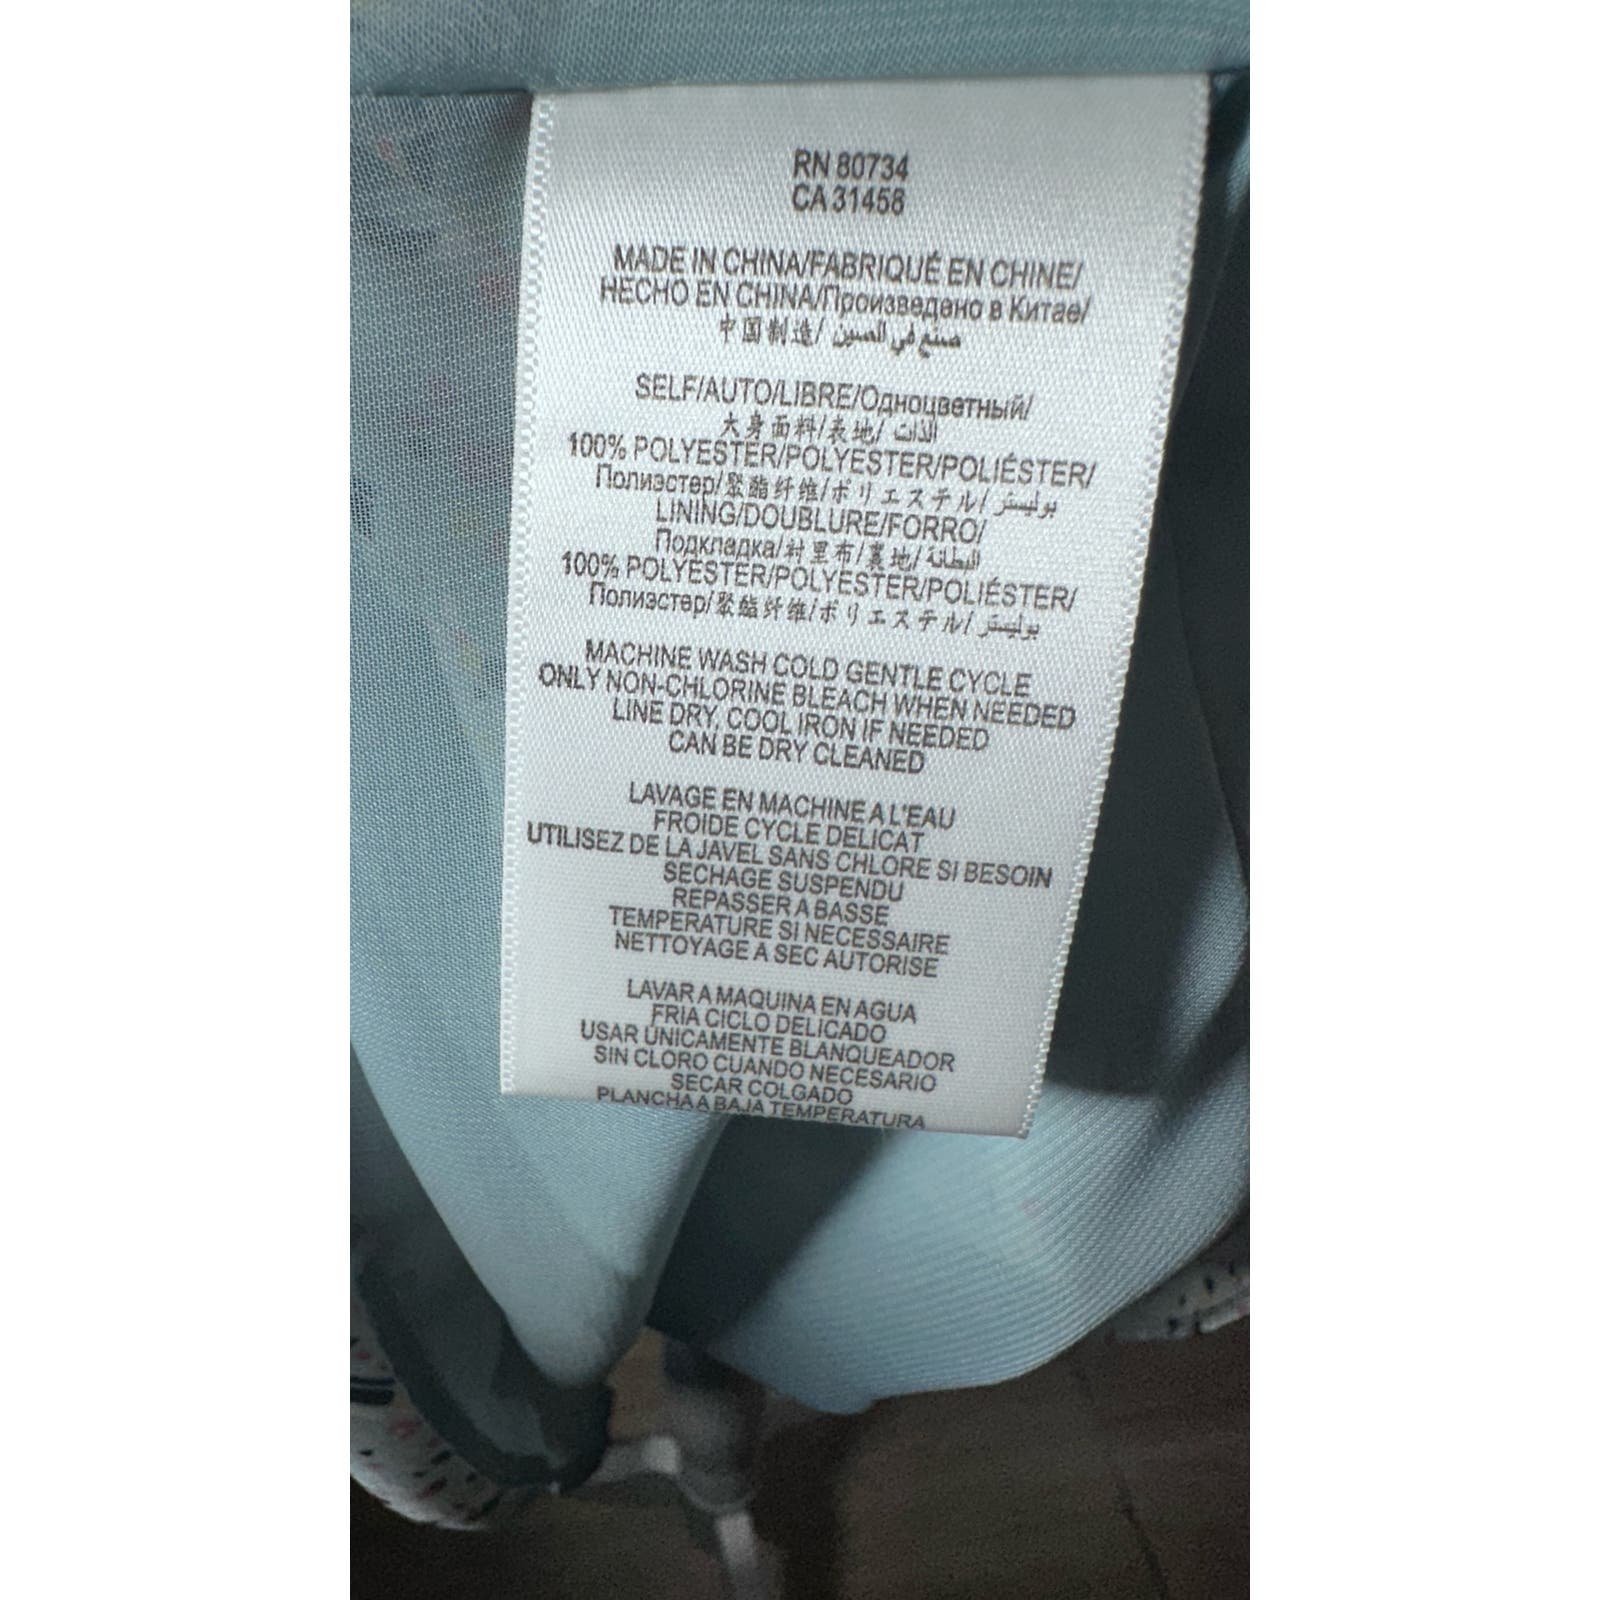 RN 80734
CA 31458
MADE IN CHINA/FABRIQUÉ EN CHINE/
HECHO EN CHINA/Произведено в Китае/
中国制造/ صنع في الصين
SELF/AUTO/LIBRE/Одноцветный/
大身面料/表地/ الذات
100% POLYESTER/POLYESTER/POLIÉSTER/
Полиэстер/聚酯纤维/ポリエステル/ بوليستر
LINING/DOUBLURE/FORRO/
Подкладка/衬里布/裏地/ البطانة
100% POLYESTER/POLYESTER/POLIÉSTER/
Полиэстер/聚酯纤维/ポリエステル/ بوليستر
MACHINE WASH COLD GENTLE CYCLE
ONLY NON-CHLORINE BLEACH WHEN NEEDED
LINE DRY, COOL IRON IF NEEDED
CAN BE DRY CLEANED
LAVAGE EN MACHINE A L'EAU
FROIDE CYCLE DELICAT
UTILISEZ DE LA JAVEL SANS CHLORE SI BESOIN
SECHAGE SUSPENDU
REPASSER A BASSE
TEMPERATURE SI NECESSAIRE
NETTOYAGE A SEC AUTORISE
LAVAR A MAQUINA EN AGUA
FRIA CICLO DELICADO
USAR ÚNICAMENTE BLANQUEADOR
SIN CLORO CUANDO NECESARIO
SECAR COLGADO
PLANCHA A BAJA TEMPERATURA